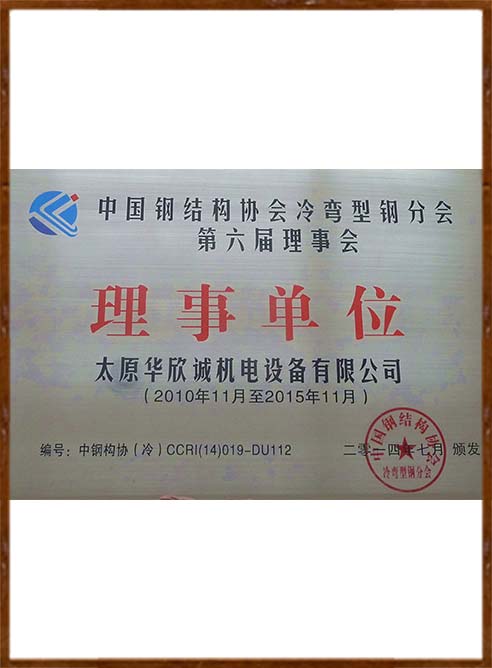 中国钢结构协会冷弯型钢分会
第六届理事会
理事单位
太原华欣诚机电设备有限公司
(2010年11月至2015年11月)
编号：中钢构协（冷）CCRI(14)019-DU112
二零一四年七月 颁发
中国钢结构协会
冷弯型钢分会